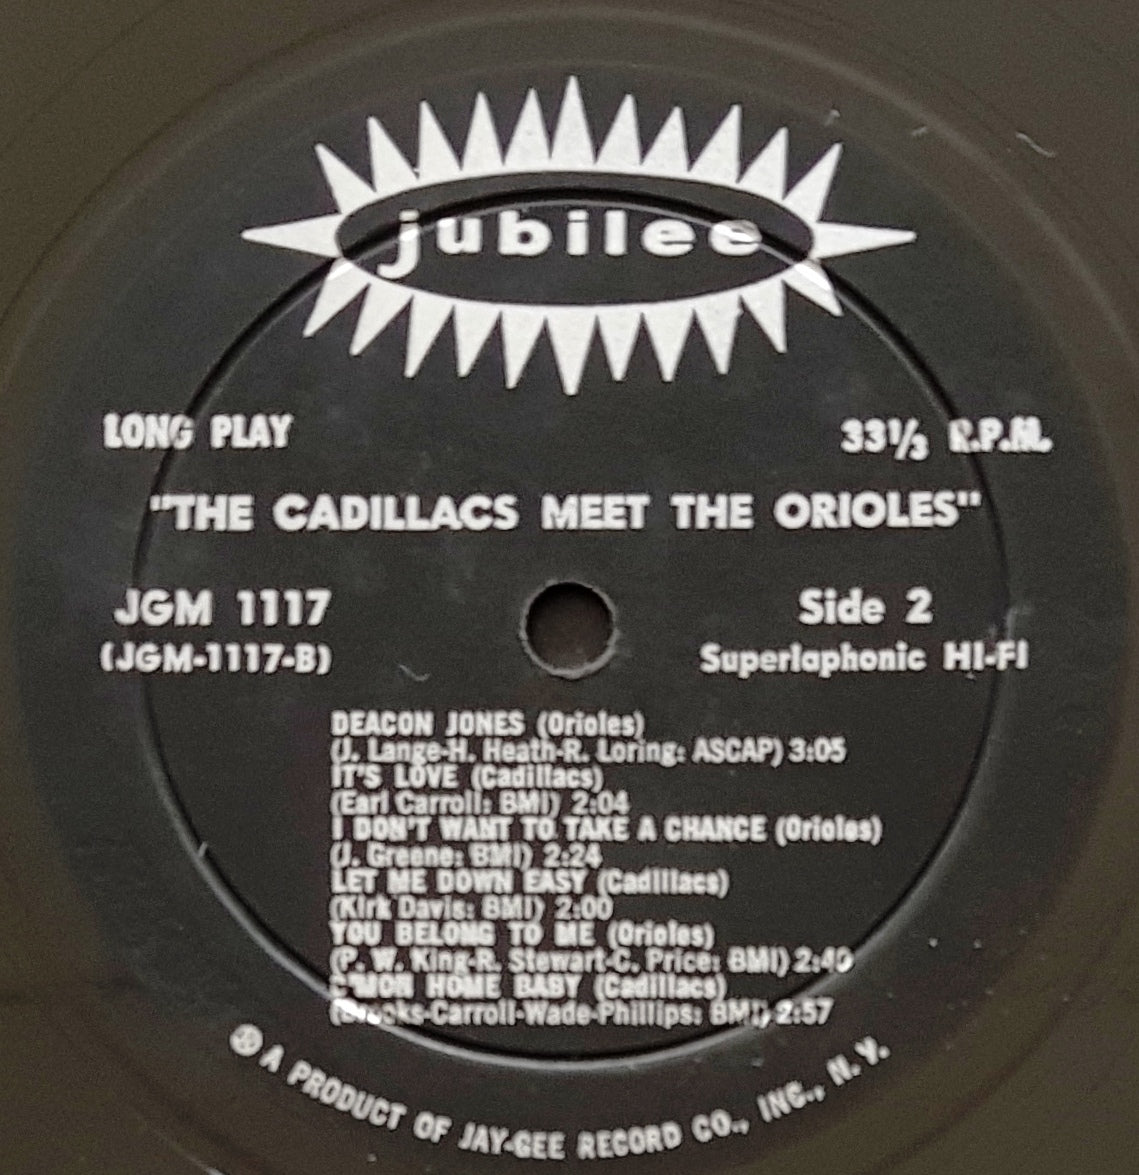 jubilee
LONG PLAY
33⅓ R.P.M.
"THE CADILLACS MEET THE ORIOLES"
JGM 1117
Side 2
(JGM-1117-B)
Superlaphonic HI-FI
DEACON JONES (Orioles)
(J. Lange-H. Heath-R. Loring: ASCAP) 3:05
IT'S LOVE (Cadillacs)
(Earl Carroll: BMI) 2:04
I DON'T WANT TO TAKE A CHANCE (Orioles)
(J. Greene: BMI) 2:24
LET ME DOWN EASY (Cadillacs)
(Kirk Davis: BMI) 2:00
YOU BELONG TO ME (Orioles)
(P. W. King-R. Stewart-C. Price: BMI)
C'MON HOME BABY (Cadillacs)
-Carroll-Wade-Phillips: BMI) 2:57
A PRODUCT OF JAY-GEE RECORD CO., INC., N. Y.